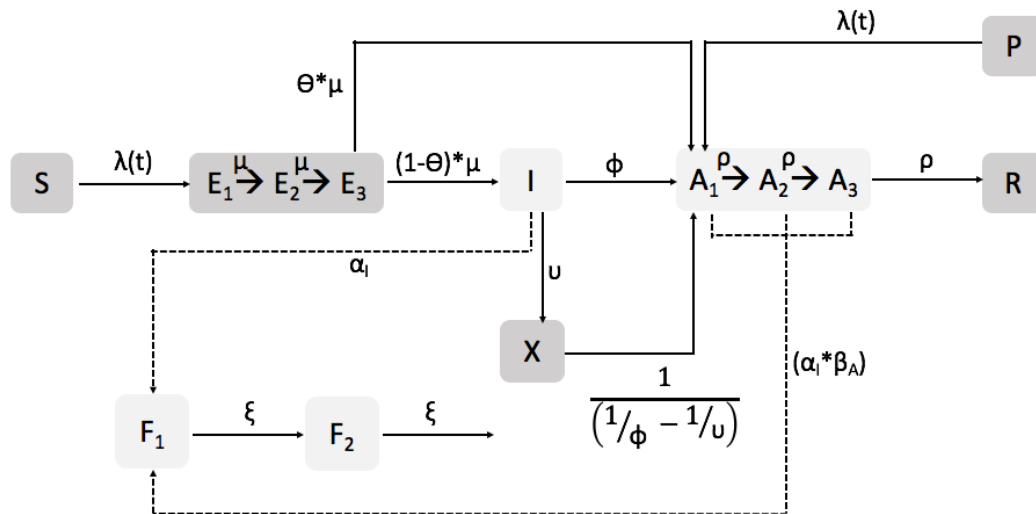 λ(t)
P
Ө*μ
S
λ(t)
E₁ μ→ E₂ μ→ E₃
(1-Ө)*μ
I
ϕ
A₁ ρ→ A₂ ρ→ A₃
ρ
R
αI
υ
X
(αI*βA)
1
(1/ϕ − 1/υ)
F₁
ξ
F₂
ξ